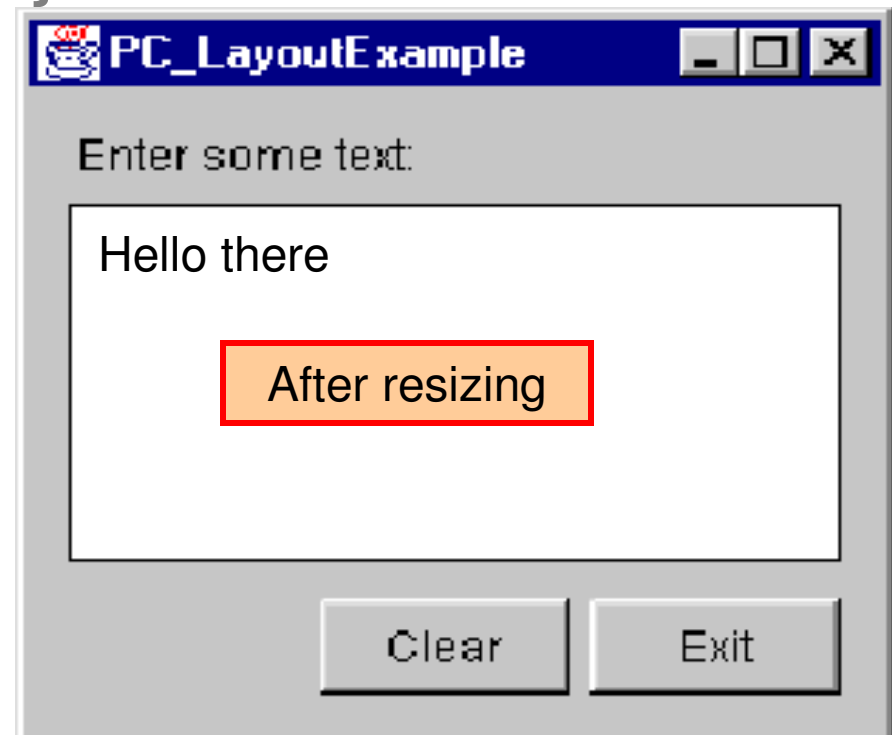 PC_LayoutExample
Enter some text:
Hello there
After resizing
Clear
Exit